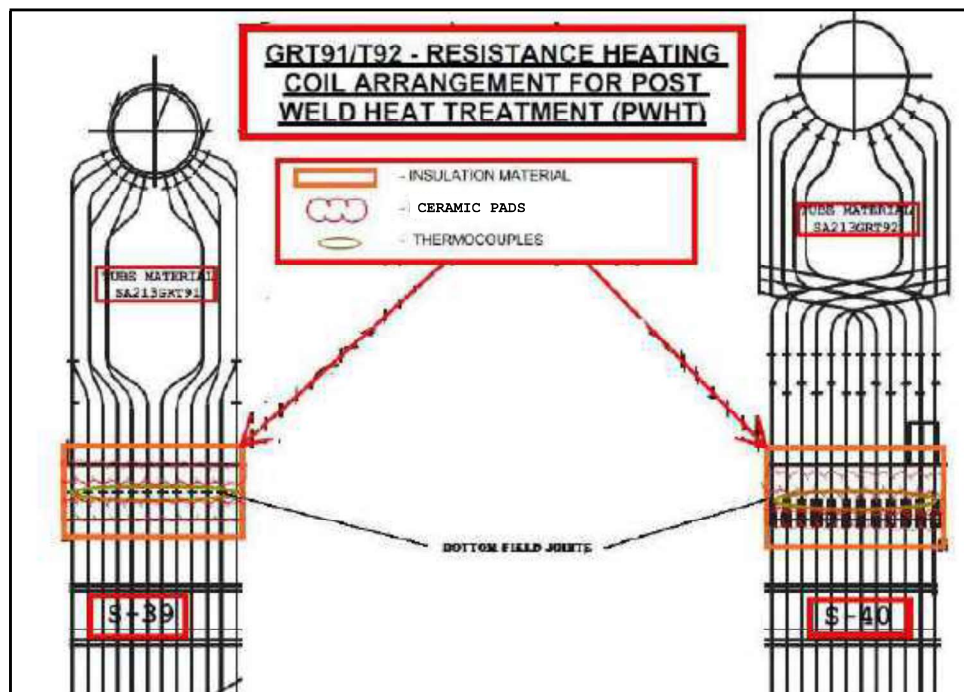 GRT91/T92 - RESISTANCE HEATING
COIL ARRANGEMENT FOR POST
WELD HEAT TREATMENT (PWHT)
- INSULATION MATERIAL
- CERAMIC PADS
- THERMOCOUPLES
TUBE MATERIAL
SA213GRT91
TUBE MATERIAL
SA213GRT92
BOTTOM FIELD JOINTS
S-39
S-40